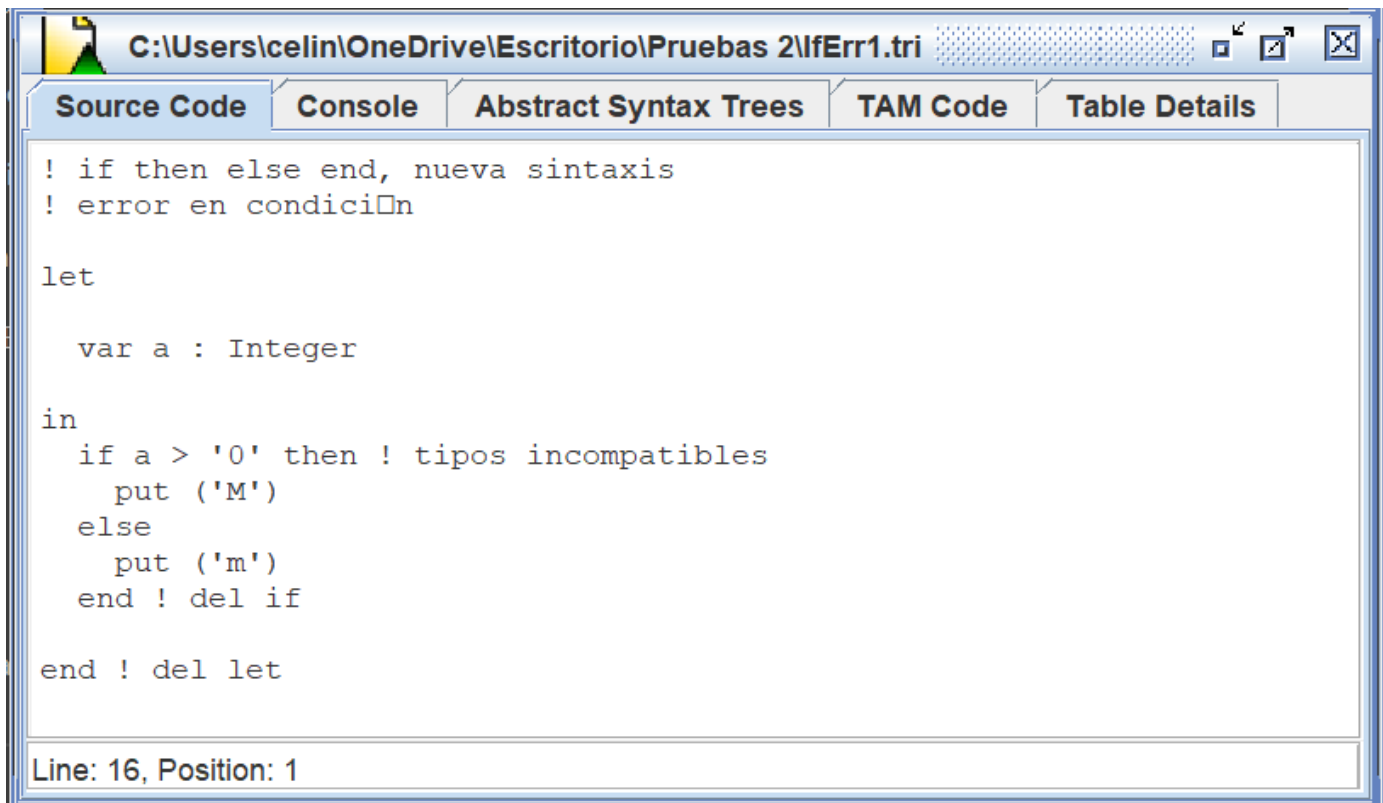 C:\Users\celin\OneDrive\Escritorio\Pruebas 2\IfErr1.tri
Source Code Console Abstract Syntax Trees TAM Code Table Details
! if then else end, nueva sintaxis
! error en condici□n
let
var a : Integer
in
if a > '0' then ! tipos incompatibles
put ('M')
else
put ('m')
end ! del if
end ! del let
Line: 16, Position: 1